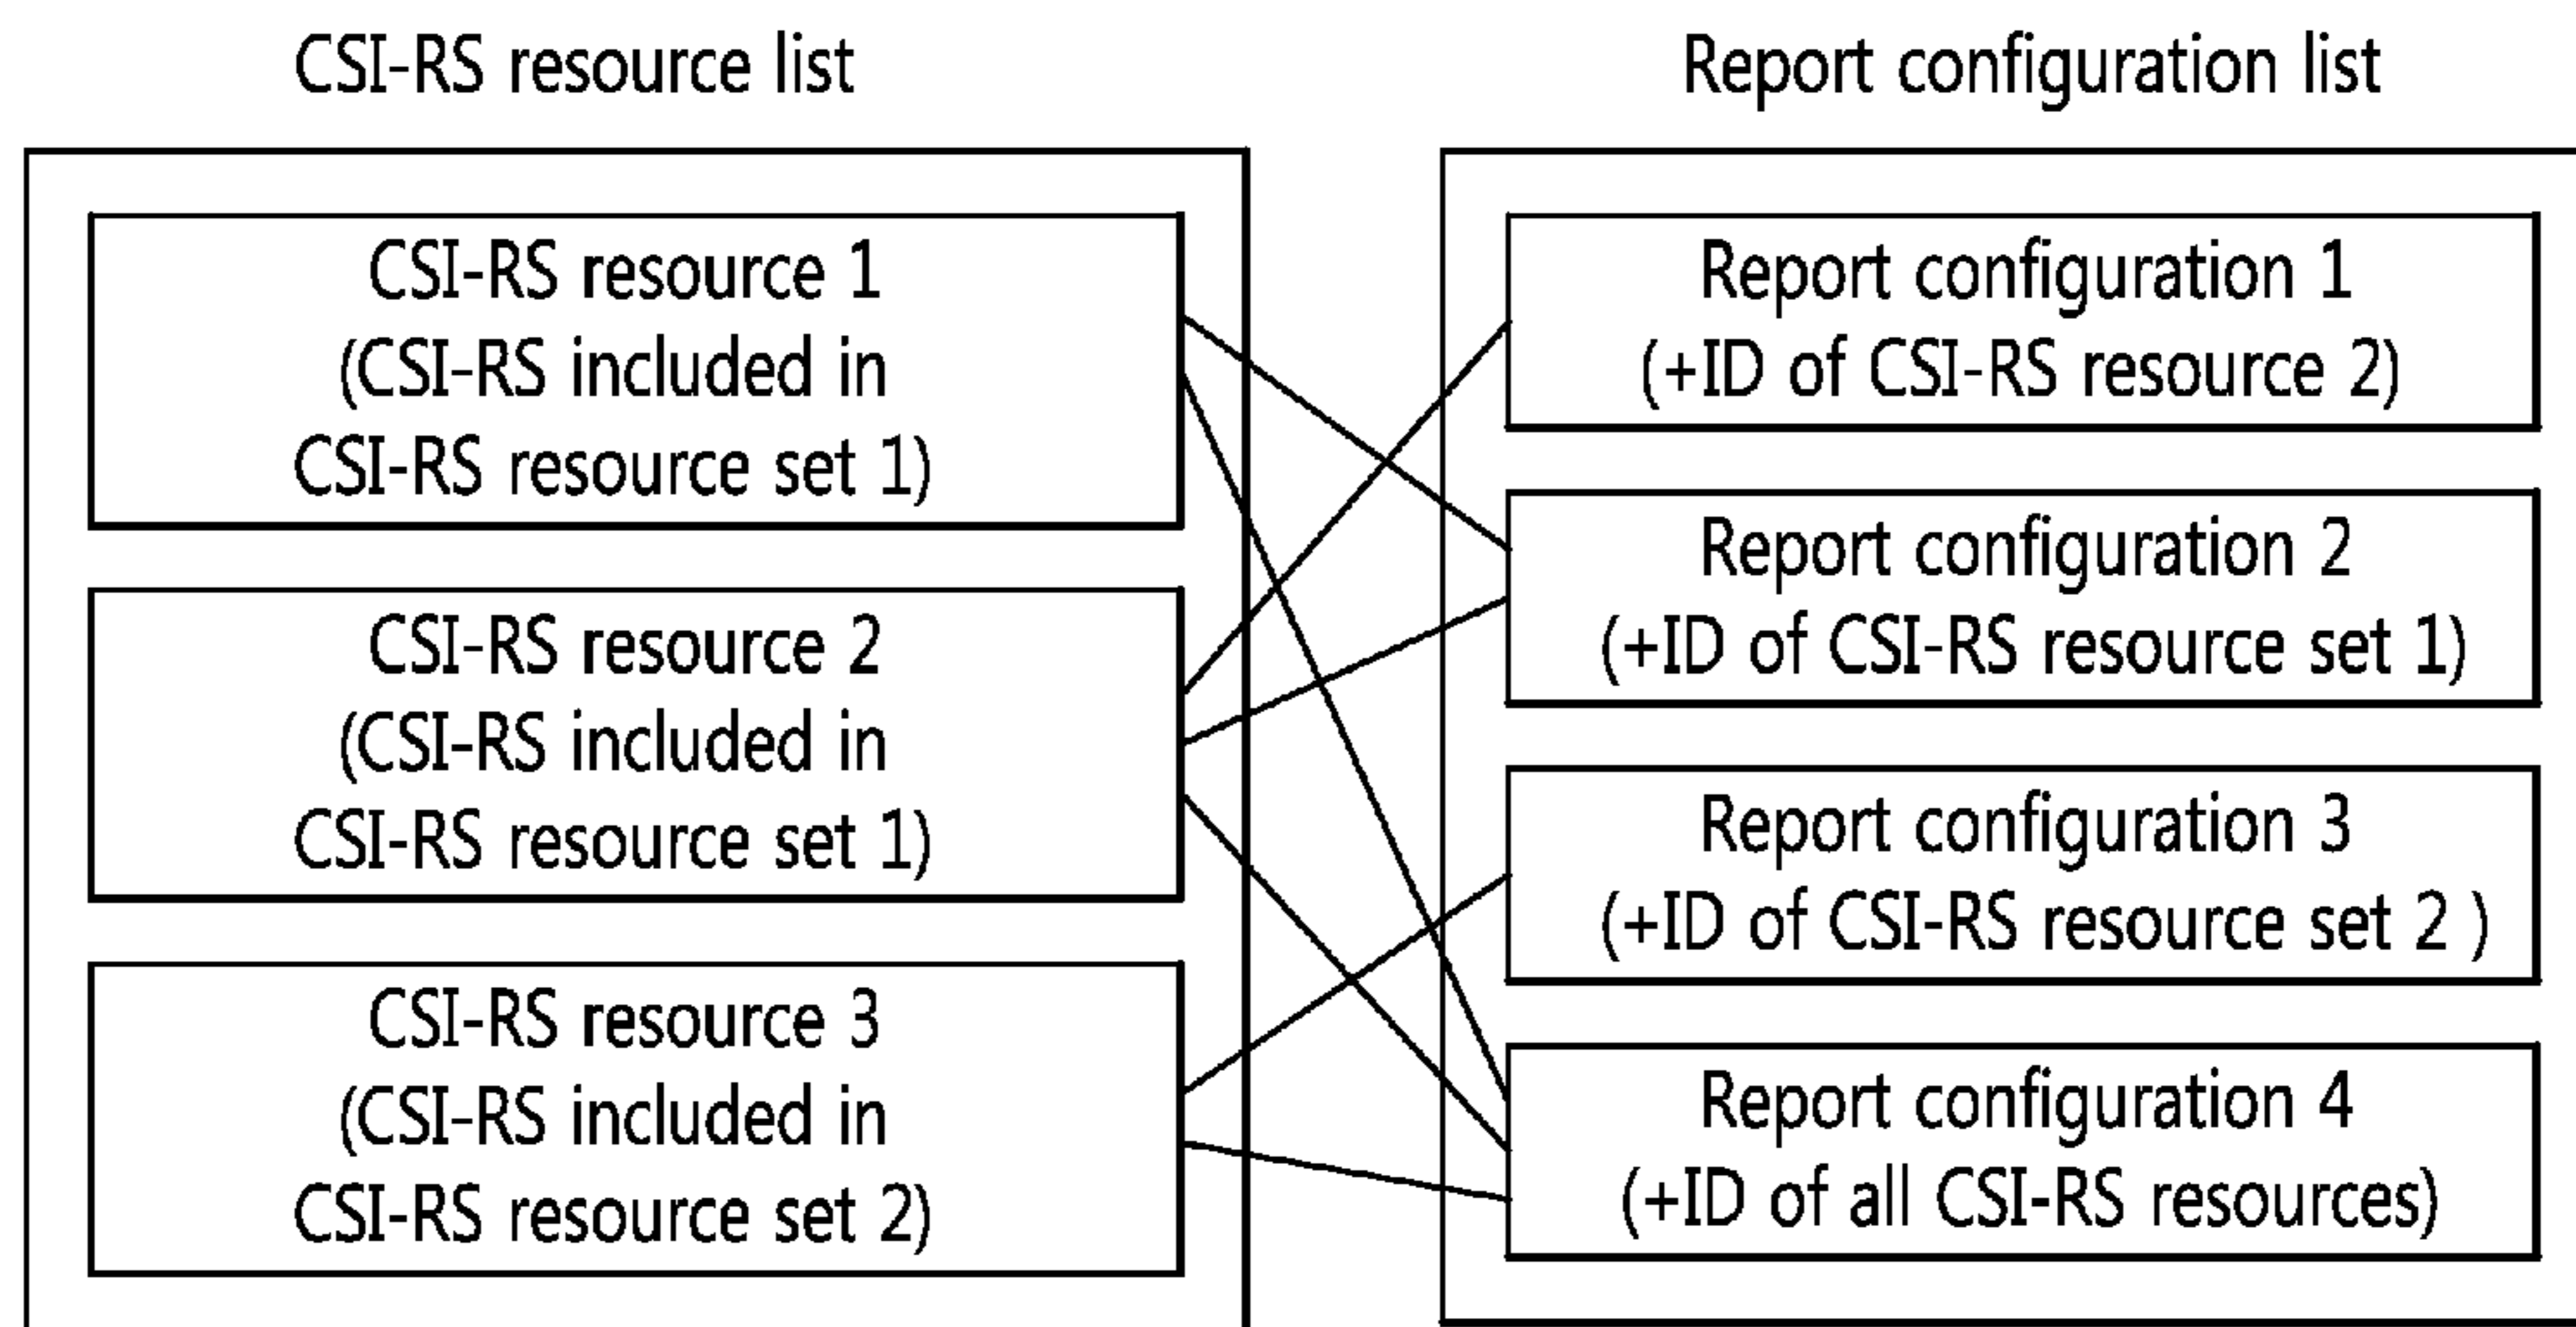 CSI-RS resource list
CSI-RS resource 1
(CSI-RS included in
CSI-RS resource set 1)
CSI-RS resource 2
(CSI-RS included in
CSI-RS resource set 1)
CSI-RS resource 3
(CSI-RS included in
CSI-RS resource set 2)
Report configuration list
Report configuration 1
(+ID of CSI-RS resource 2)
Report configuration 2
(+ID of CSI-RS resource set 1)
Report configuration 3
(+ID of CSI-RS resource set 2 )
Report configuration 4
(+ID of all CSI-RS resources)